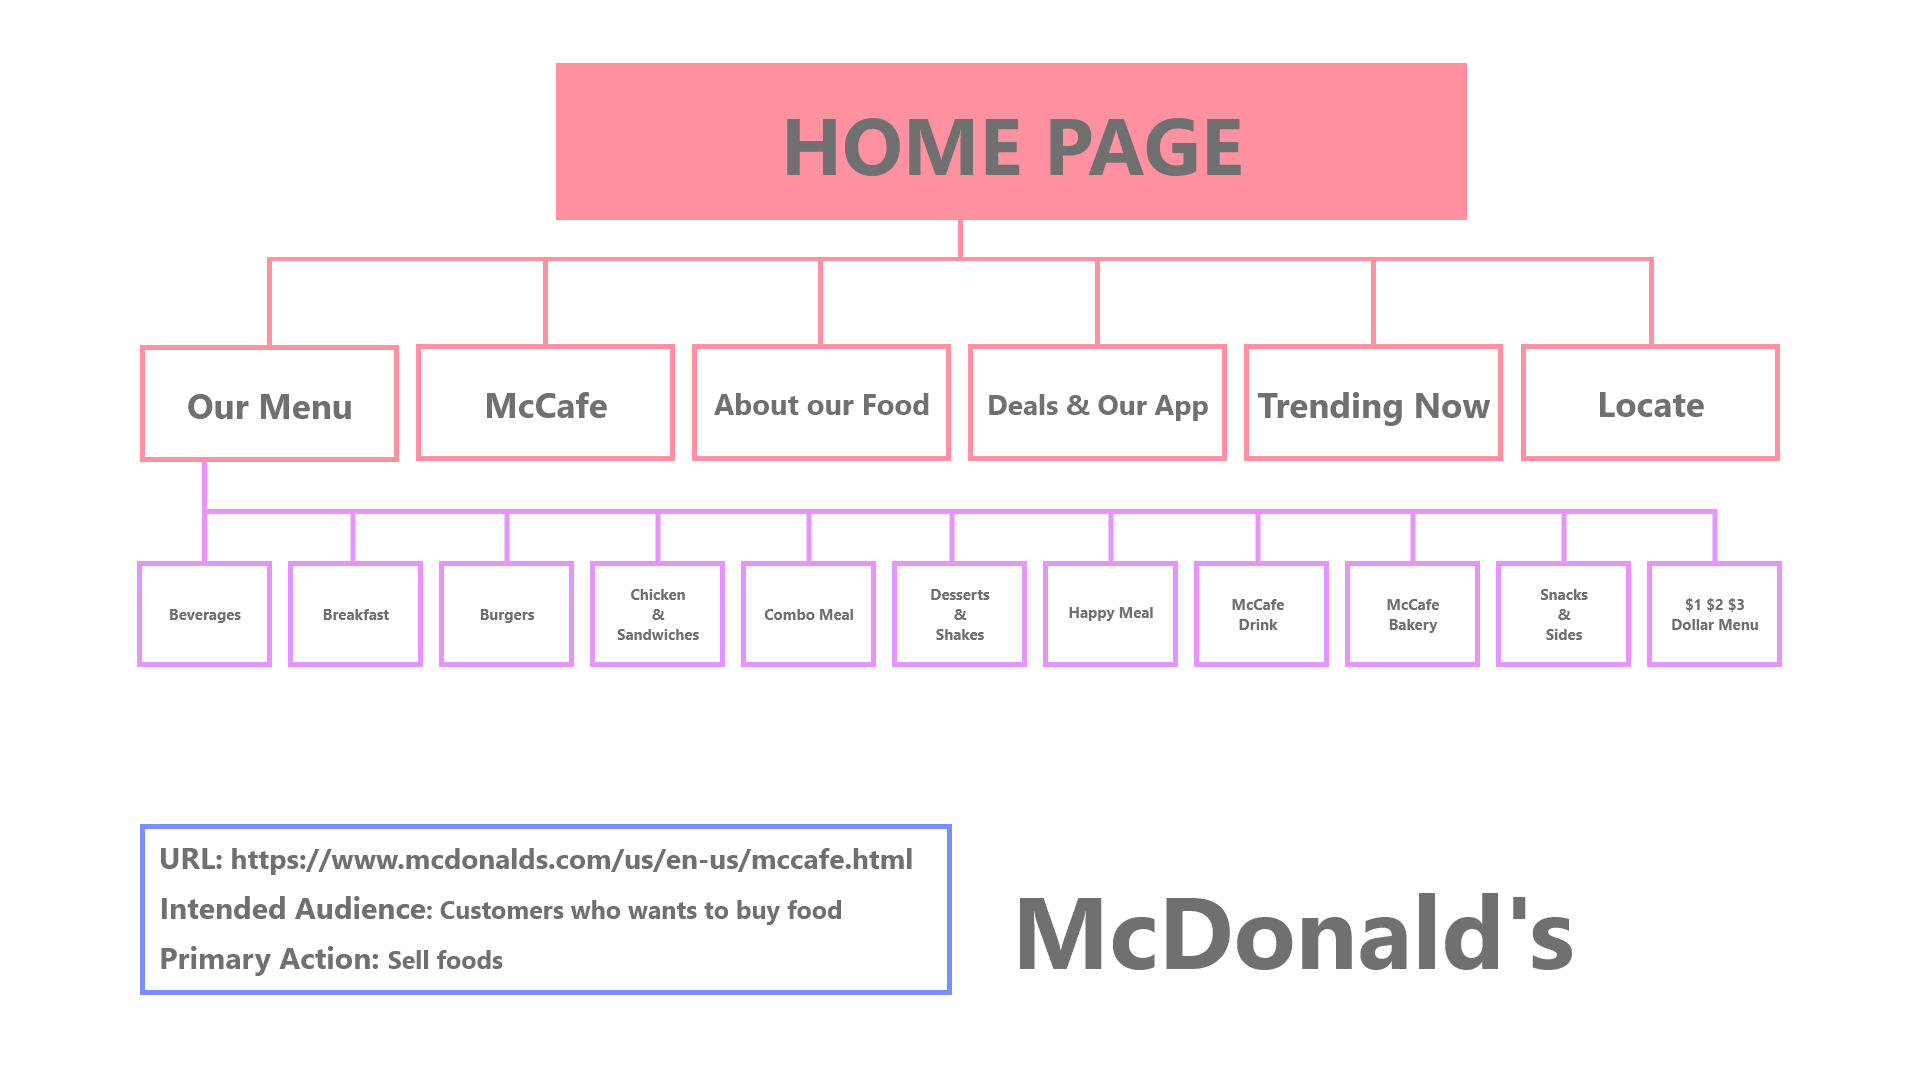 HOME PAGE
Our Menu
McCafe
About our Food
Deals & Our App
Trending Now
Locate
Beverages
Breakfast
Burgers
Chicken
&
Sandwiches
Combo Meal
Desserts
&
Shakes
Happy Meal
McCafe
Drink
McCafe
Bakery
Snacks
&
Sides
$1 $2 $3
Dollar Menu
URL: https://www.mcdonalds.com/us/en-us/mccafe.html
Intended Audience: Customers who wants to buy food
Primary Action: Sell foods
McDonald's